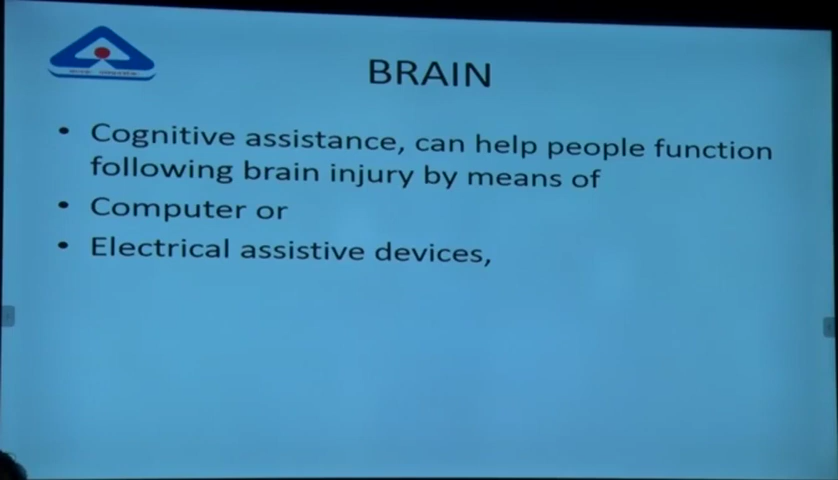 BRAIN
• Cognitive assistance, can help people function
following brain injury by means of
• Computer or
• Electrical assistive devices,